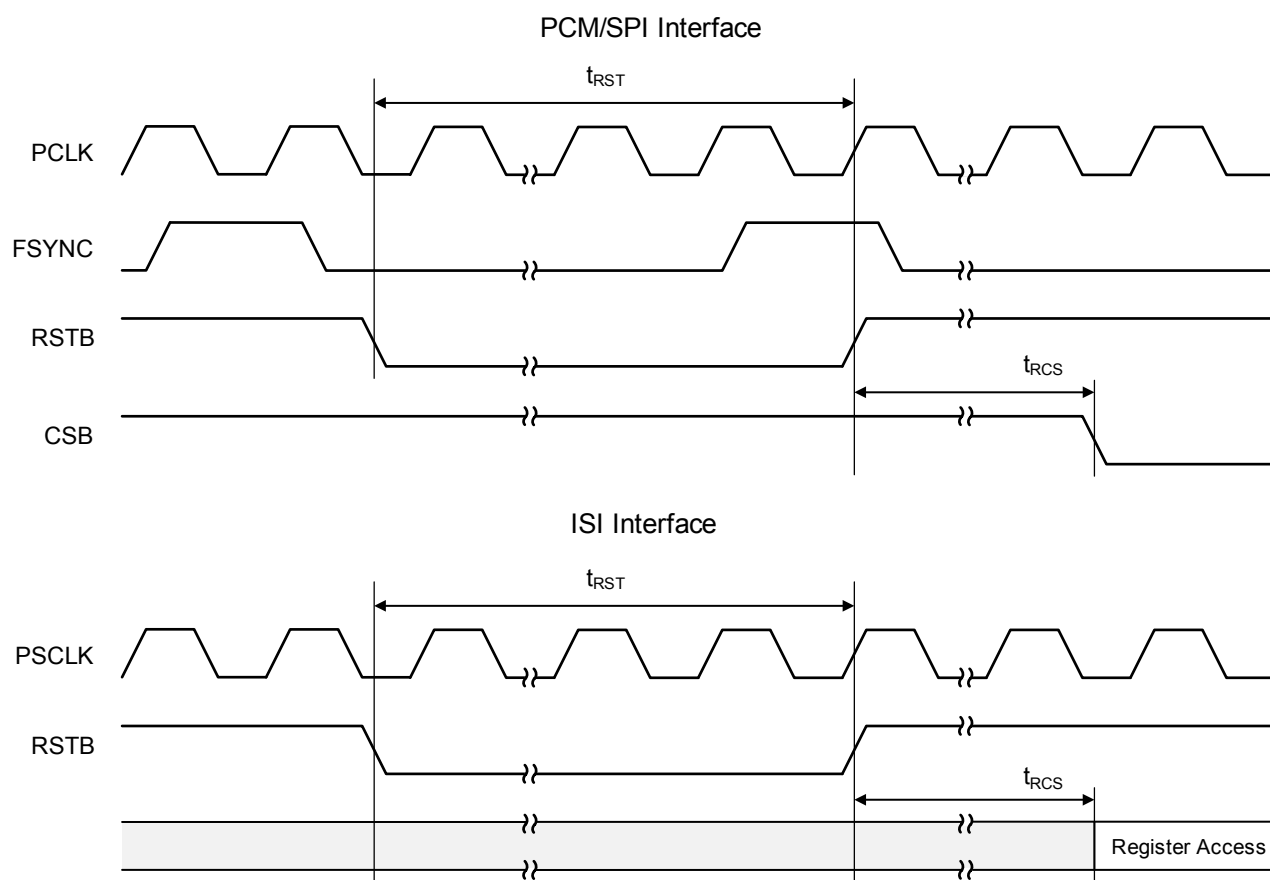 PCM/SPI Interface
tRST
PCLK
FSYNC
RSTB
tRCS
CSB
ISI Interface
tRST
PSCLK
RSTB
tRCS
Register Access